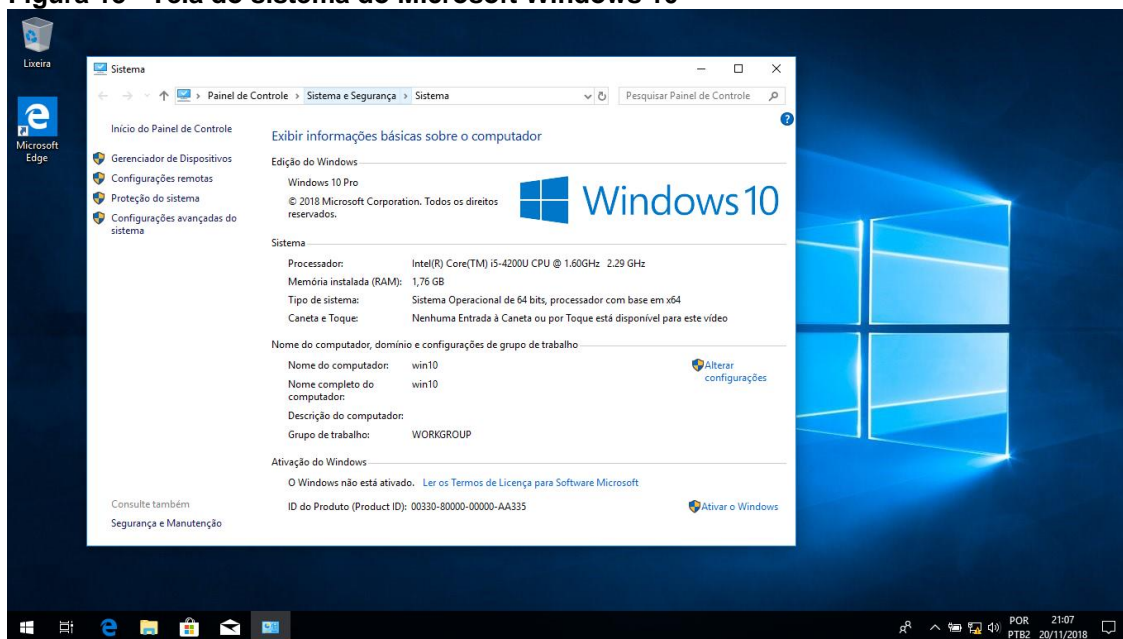 Figura 10 - Tela do sistema do Microsoft Windows 10
Lixeira
Microsoft
Edge
Sistema
Painel de Controle > Sistema e Segurança > Sistema
Pesquisar Painel de Controle
Início do Painel de Controle
Gerenciador de Dispositivos
Configurações remotas
Proteção do sistema
Configurações avançadas do
sistema
Exibir informações básicas sobre o computador
Edição do Windows
Windows 10 Pro
© 2018 Microsoft Corporation. Todos os direitos
reservados.
Windows 10
Sistema
Processador: Intel(R) Core(TM) i5-4200U CPU @ 1.60GHz 2.29 GHz
Memória instalada (RAM): 1,76 GB
Tipo de sistema: Sistema Operacional de 64 bits, processador com base em x64
Caneta e Toque: Nenhuma Entrada à Caneta ou por Toque está disponível para este vídeo
Nome do computador, domínio e configurações de grupo de trabalho
Nome do computador: win10
Alterar
configurações
Nome completo do win10
computador:
Descrição do computador:
Grupo de trabalho: WORKGROUP
Ativação do Windows
O Windows não está ativado. Ler os Termos de Licença para Software Microsoft
ID do Produto (Product ID): 00330-80000-00000-AA335
Ativar o Windows
Consulte também
Segurança e Manutenção
POR 21:07
PTB2 20/11/2018